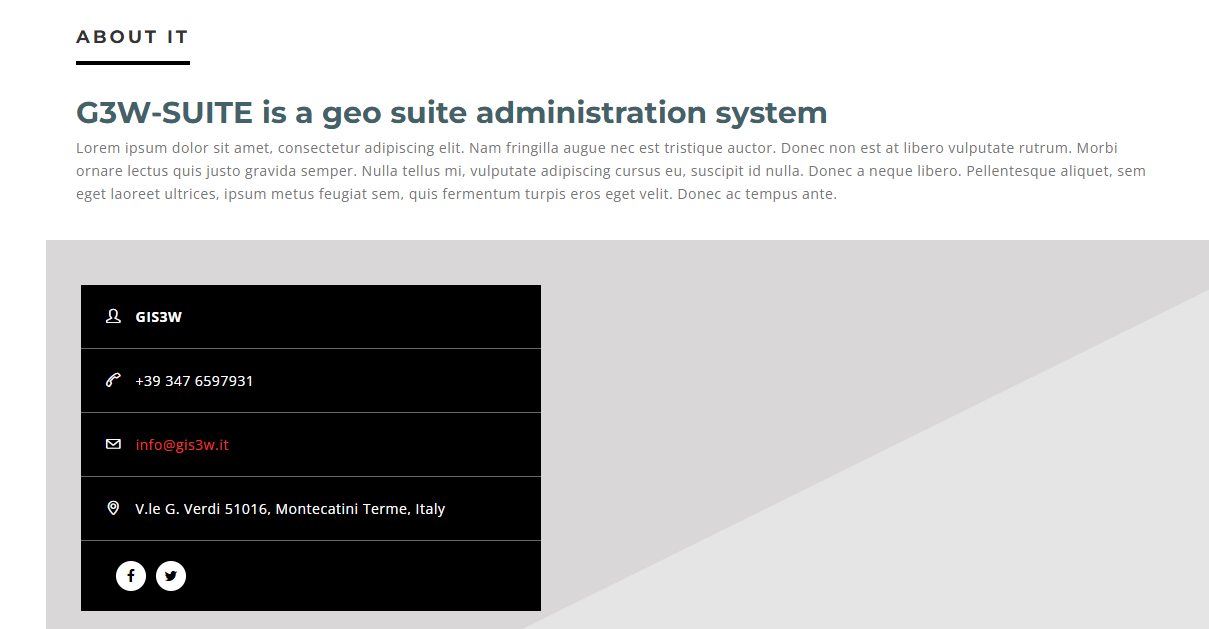 ABOUT IT
G3W-SUITE is a geo suite administration system
Lorem ipsum dolor sit amet, consectetur adipiscing elit. Nam fringilla augue nec est tristique auctor. Donec non est at libero vulputate rutrum. Morbi
ornare lectus quis justo gravida semper. Nulla tellus mi, vulputate adipiscing cursus eu, suscipit id nulla. Donec a neque libero. Pellentesque aliquet, sem
eget laoreet ultrices, ipsum metus feugiat sem, quis fermentum turpis eros eget velit. Donec ac tempus ante.
GIS3W
+39 347 6597931
info@gis3w.it
V.le G. Verdi 51016, Montecatini Terme, Italy